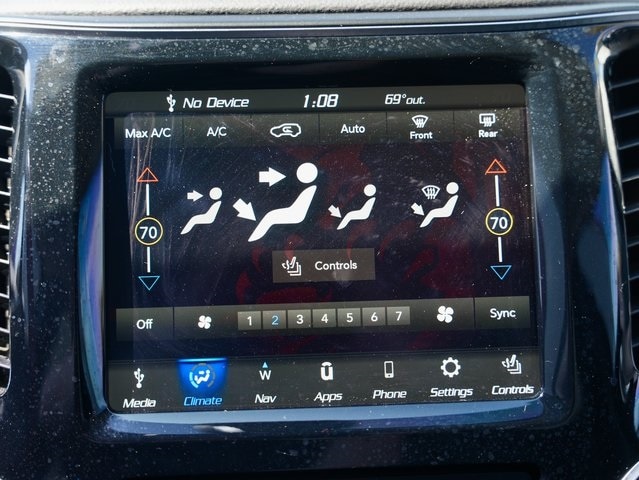 No Device 1:08 69°out.
Max A/C A/C Auto Front Rear
70 70
Controls
Off 1 2 3 4 5 6 7 Sync
W
Media Climate Nav Apps Phone Settings Controls